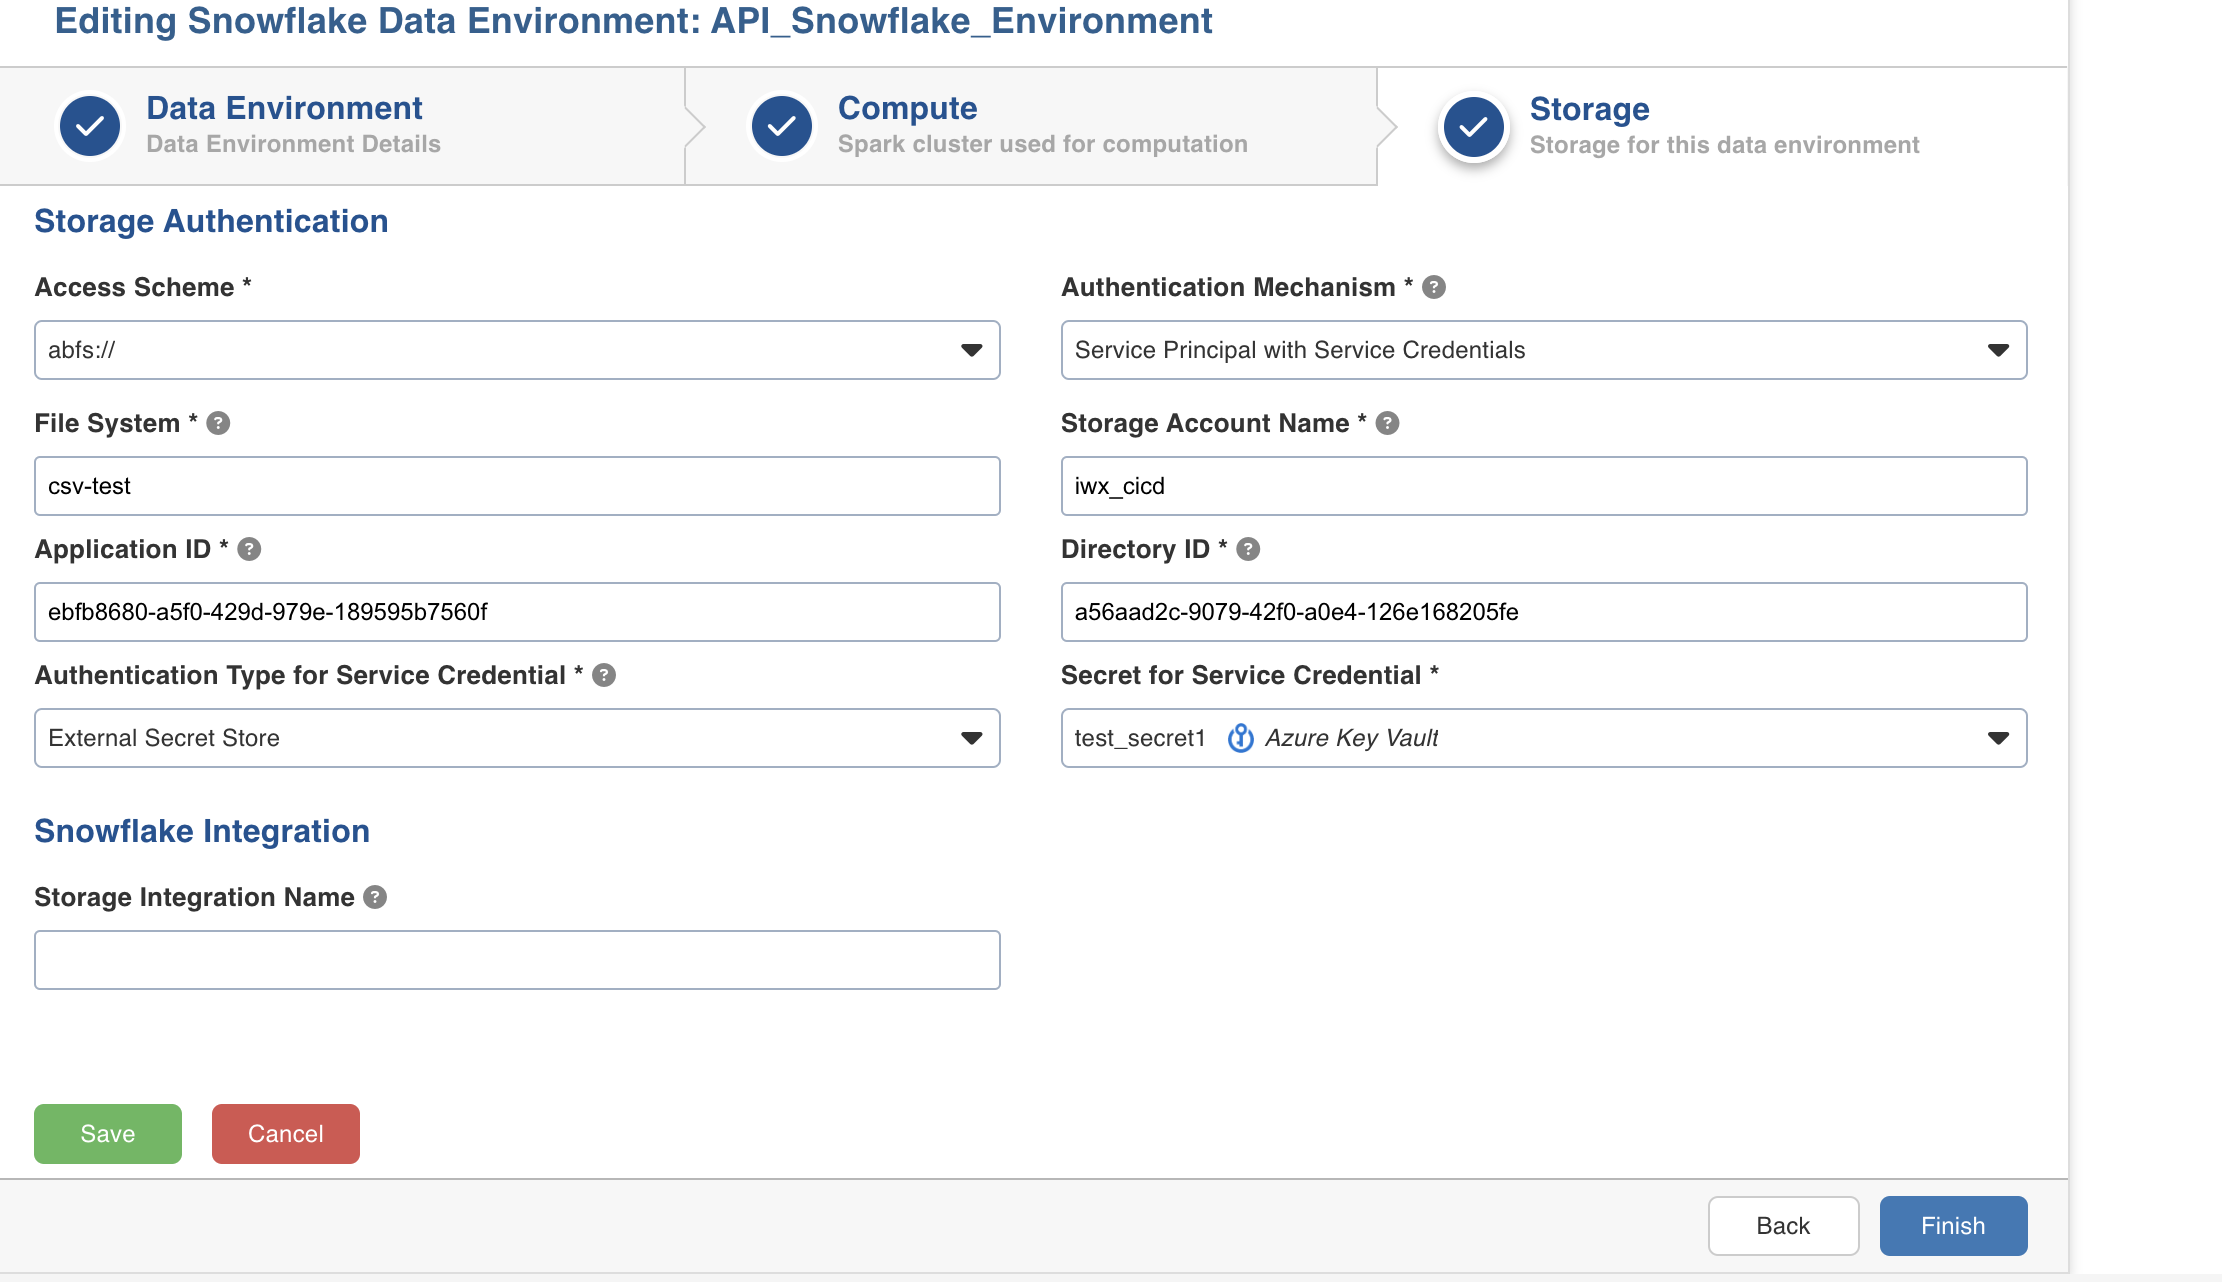 Editing Snowflake Data Environment: API_Snowflake_Environment
Data Environment
Data Environment Details
Compute
Spark cluster used for computation
Storage
Storage for this data environment
Storage Authentication
Access Scheme *
abfs://
Authentication Mechanism * ?
Service Principal with Service Credentials
File System * ?
csv-test
Storage Account Name * ?
iwx_cicd
Application ID * ?
ebfb8680-a5f0-429d-979e-189595b7560f
Directory ID * ?
a56aad2c-9079-42f0-a0e4-126e168205fe
Authentication Type for Service Credential * ?
External Secret Store
Secret for Service Credential *
test_secret1 Azure Key Vault
Snowflake Integration
Storage Integration Name ?
Save
Cancel
Back
Finish